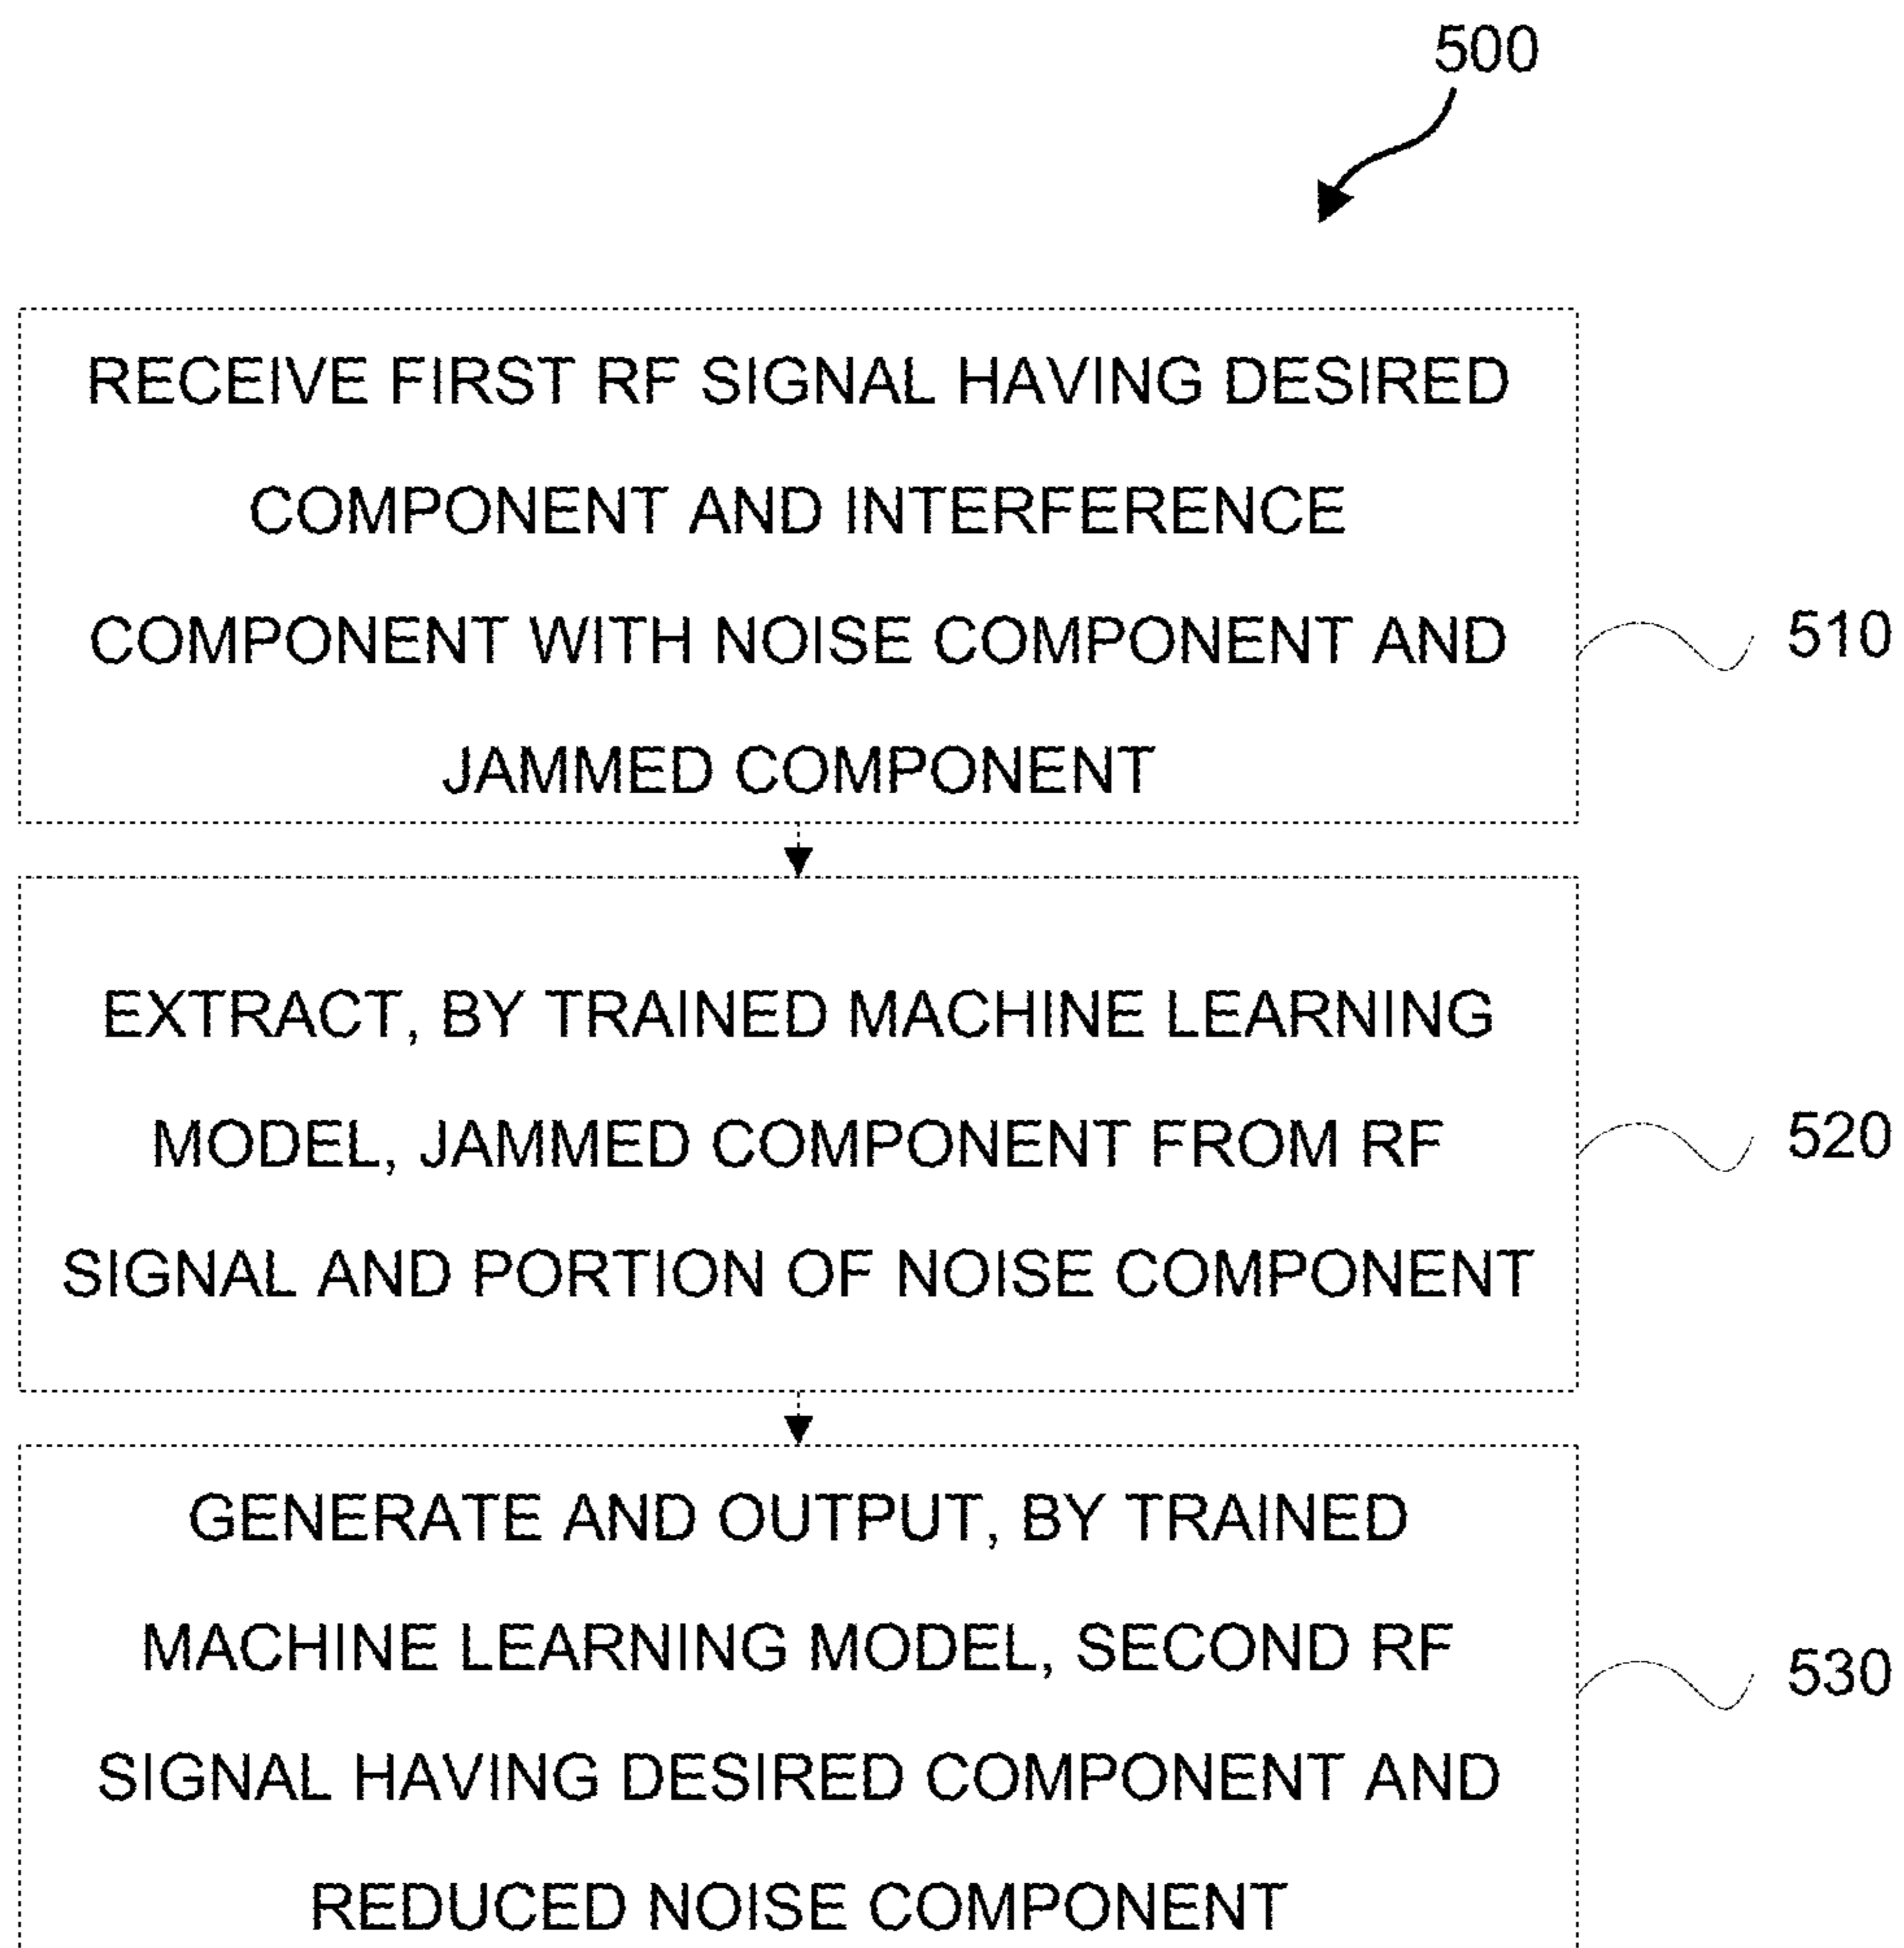 500
RECEIVE FIRST RF SIGNAL HAVING DESIRED
COMPONENT AND INTERFERENCE
COMPONENT WITH NOISE COMPONENT AND
JAMMED COMPONENT
510
EXTRACT, BY TRAINED MACHINE LEARNING
MODEL, JAMMED COMPONENT FROM RF
SIGNAL AND PORTION OF NOISE COMPONENT
520
GENERATE AND OUTPUT, BY TRAINED
MACHINE LEARNING MODEL, SECOND RF
SIGNAL HAVING DESIRED COMPONENT AND
REDUCED NOISE COMPONENT
530